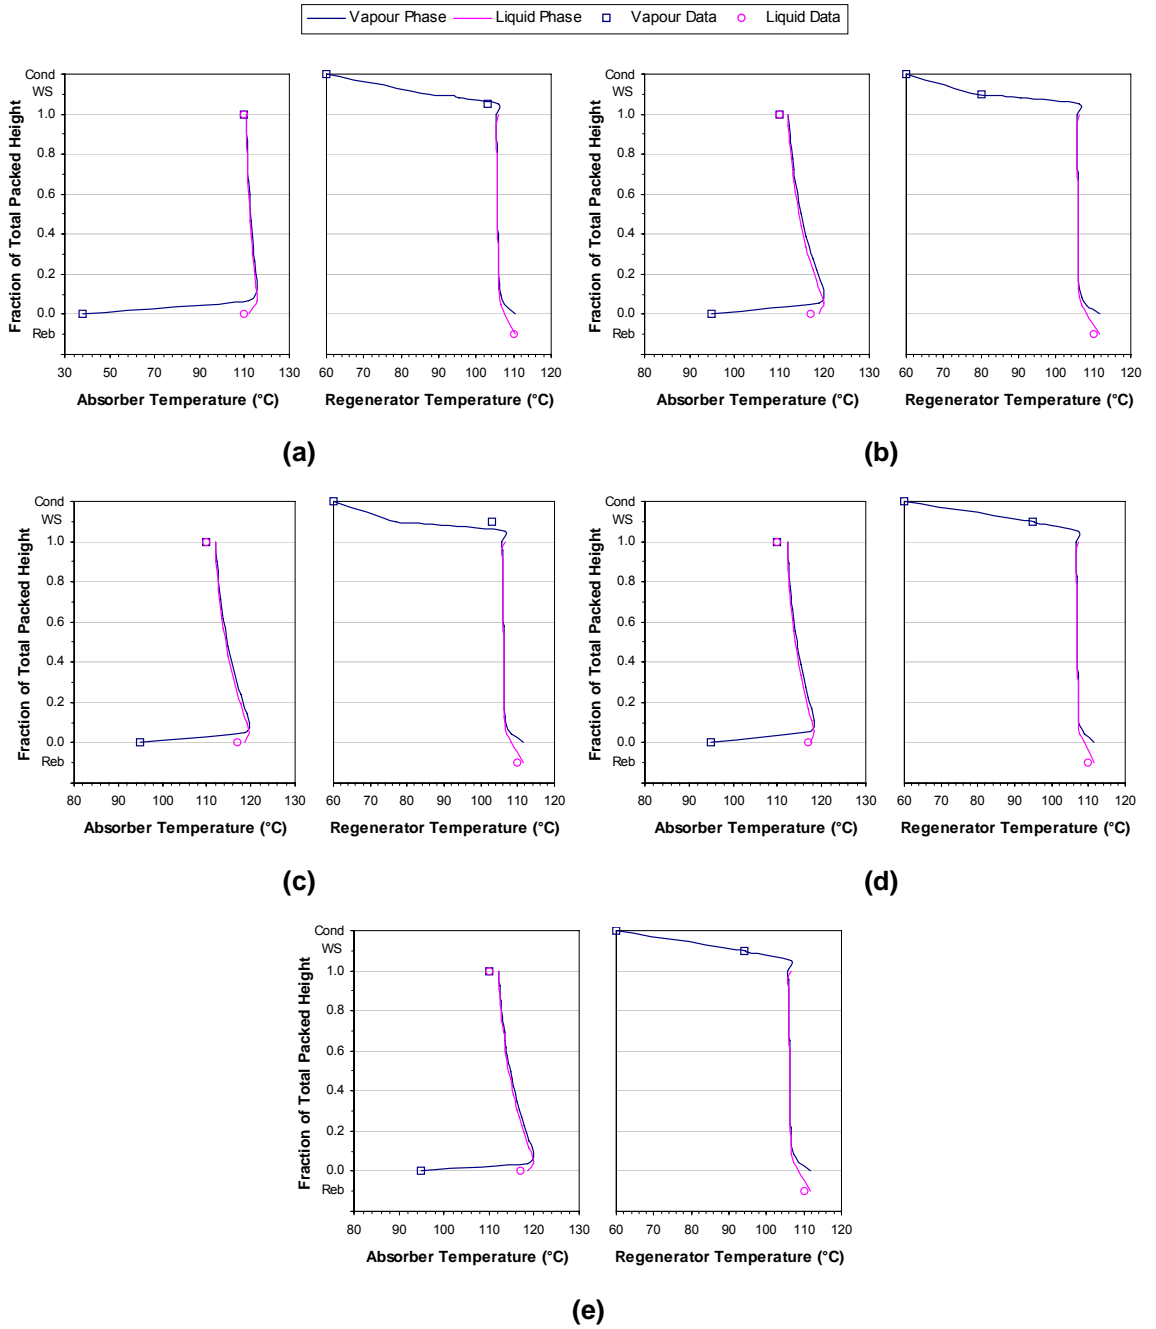 Vapour Phase Liquid Phase Vapour Data Liquid Data
Fraction of Total Packed Height
Cond
WS
1.0
0.8
0.6
0.4
0.2
0.0
Reb
30 50 70 90 110 130
Absorber Temperature (°C)
60 70 80 90 100 110 120
Regenerator Temperature (°C)
(a)
Fraction of Total Packed Height
Cond
WS
1.0
0.8
0.6
0.4
0.2
0.0
Reb
80 90 100 110 120 130
Absorber Temperature (°C)
60 70 80 90 100 110 120
Regenerator Temperature (°C)
(b)
Fraction of Total Packed Height
Cond
WS
1.0
0.8
0.6
0.4
0.2
0.0
Reb
80 90 100 110 120 130
Absorber Temperature (°C)
60 70 80 90 100 110 120
Regenerator Temperature (°C)
(c)
Fraction of Total Packed Height
Cond
WS
1.0
0.8
0.6
0.4
0.2
0.0
Reb
80 90 100 110 120 130
Absorber Temperature (°C)
60 70 80 90 100 110 120
Regenerator Temperature (°C)
(d)
Fraction of Total Packed Height
Cond
WS
1.0
0.8
0.6
0.4
0.2
0.0
Reb
80 90 100 110 120 130
Absorber Temperature (°C)
60 70 80 90 100 110 120
Regenerator Temperature (°C)
(e)